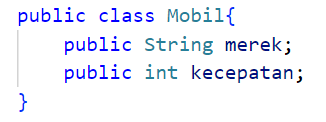 public class Mobil{
    public String merek;
    public int kecepatan;
}